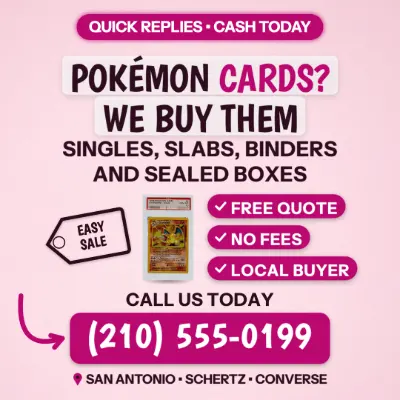 QUICK REPLIES • CASH TODAY
POKÉMON CARDS?
WE BUY THEM
SINGLES, SLABS, BINDERS
AND SEALED BOXES
EASY
SALE
✓ FREE QUOTE
✓ NO FEES
✓ LOCAL BUYER
CALL US TODAY
(210) 555-0199
SAN ANTONIO • SCHERTZ • CONVERSE